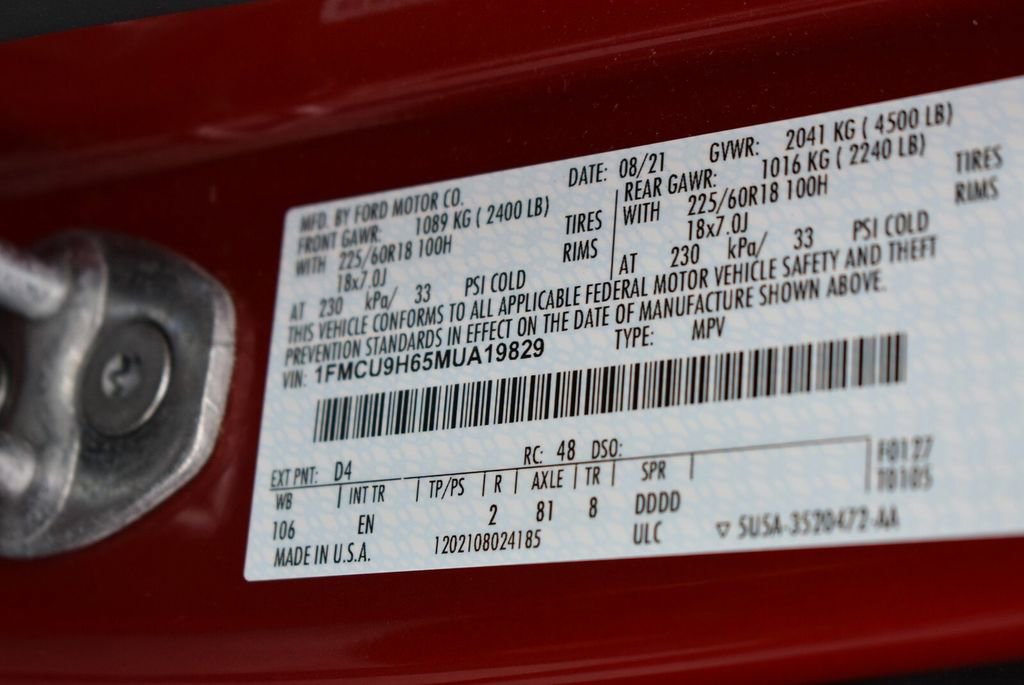 MFD. BY FORD MOTOR CO. DATE: 08/21 GVWR: 2041 KG ( 4500 LB)
FRONT GAWR: 1089 KG ( 2400 LB) REAR GAWR: 1016 KG ( 2240 LB)
WITH 225/60R18 100H TIRES WITH 225/60R18 100H TIRES
18x7.0J RIMS 18x7.0J RIMS
AT 230 kPa/ 33 PSI COLD AT 230 kPa/ 33 PSI COLD
THIS VEHICLE CONFORMS TO ALL APPLICABLE FEDERAL MOTOR VEHICLE SAFETY AND THEFT
PREVENTION STANDARDS IN EFFECT ON THE DATE OF MANUFACTURE SHOWN ABOVE.
VIN: 1FMCU9H65MUA19829 TYPE: MPV
EXT PNT: D4 RC: 48 DSO:
WB INT TR TP/PS R AXLE TR SPR F0127
106 EN 2 81 8 DDDD T0105
MADE IN U.S.A. 1202108024185 ULC ▽ 5U5A-3520472-AA